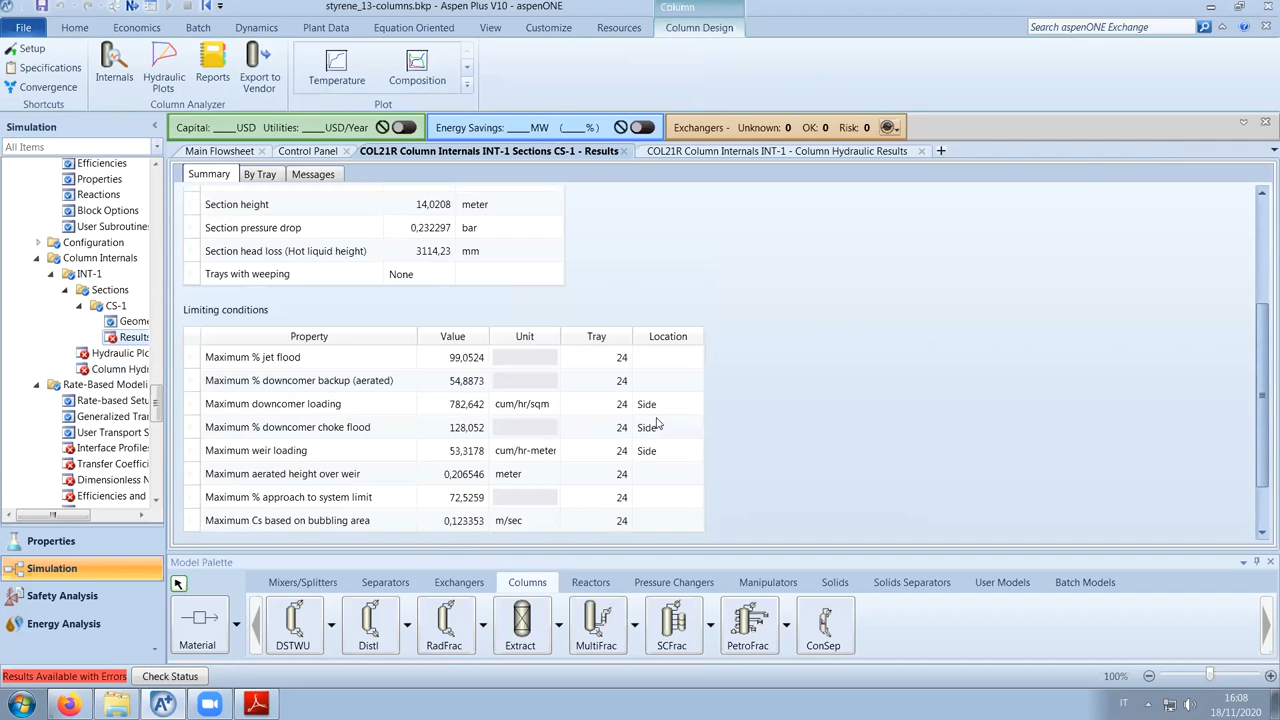 styrene_13-columns.bkp - Aspen Plus V10 - aspenONE
Column
File Home Economics Batch Dynamics Plant Data Equation Oriented View Customize Resources Column Design Search aspenONE Exchange
Setup
Specifications
Convergence
Shortcuts
Internals
Hydraulic Plots
Reports
Export to Vendor
Column Analyzer
Temperature
Composition
Plot
Simulation
All Items
Capital: ____USD Utilities: ____USD/Year
Energy Savings: ____MW (____%)
Exchangers - Unknown: 0 OK: 0 Risk: 0
Main Flowsheet Control Panel COL21R Column Internals INT-1 Sections CS-1 - Results COL21R Column Internals INT-1 - Column Hydraulic Results
Efficiencies
Properties
Reactions
Block Options
User Subroutine
Configuration
Column Internals
INT-1
Sections
CS-1
Geome
Results
Hydraulic Plo
Column Hydr
Rate-Based Modeli
Rate-based Setu
Generalized Tra
User Transport S
Interface Profiles
Transfer Coeffici
Dimensionless N
Efficiencies and
Properties
Simulation
Safety Analysis
Energy Analysis
Summary By Tray Messages
Section height 14,0208 meter
Section pressure drop 0,232297 bar
Section head loss (Hot liquid height) 3114,23 mm
Trays with weeping None
Limiting conditions
Property Value Unit Tray Location
Maximum % jet flood 99,0524 24
Maximum % downcomer backup (aerated) 54,8873 24
Maximum downcomer loading 782,642 cum/hr/sqm 24 Side
Maximum % downcomer choke flood 128,052 24 Side
Maximum weir loading 53,3178 cum/hr-meter 24 Side
Maximum aerated height over weir 0,206546 meter 24
Maximum % approach to system limit 72,5259 24
Maximum Cs based on bubbling area 0,123353 m/sec 24
Model Palette
Mixers/Splitters Separators Exchangers Columns Reactors Pressure Changers Manipulators Solids Solids Separators User Models Batch Models
Material DSTWU Distl RadFrac Extract MultiFrac SCFrac PetroFrac ConSep
Results Available with Errors Check Status 100%
IT 16:08
18/11/2020